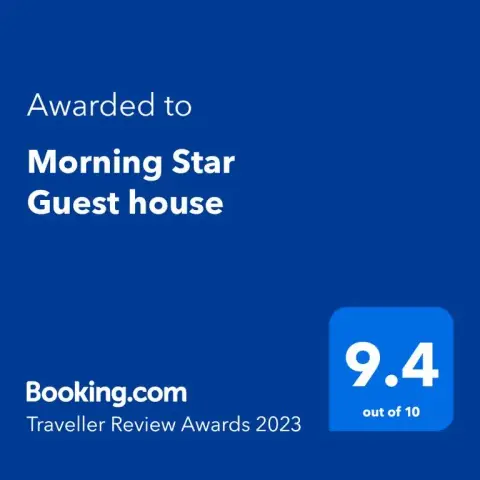 Awarded to
Morning Star
Guest house
9.4
out of 10
Booking.com
Traveller Review Awards 2023